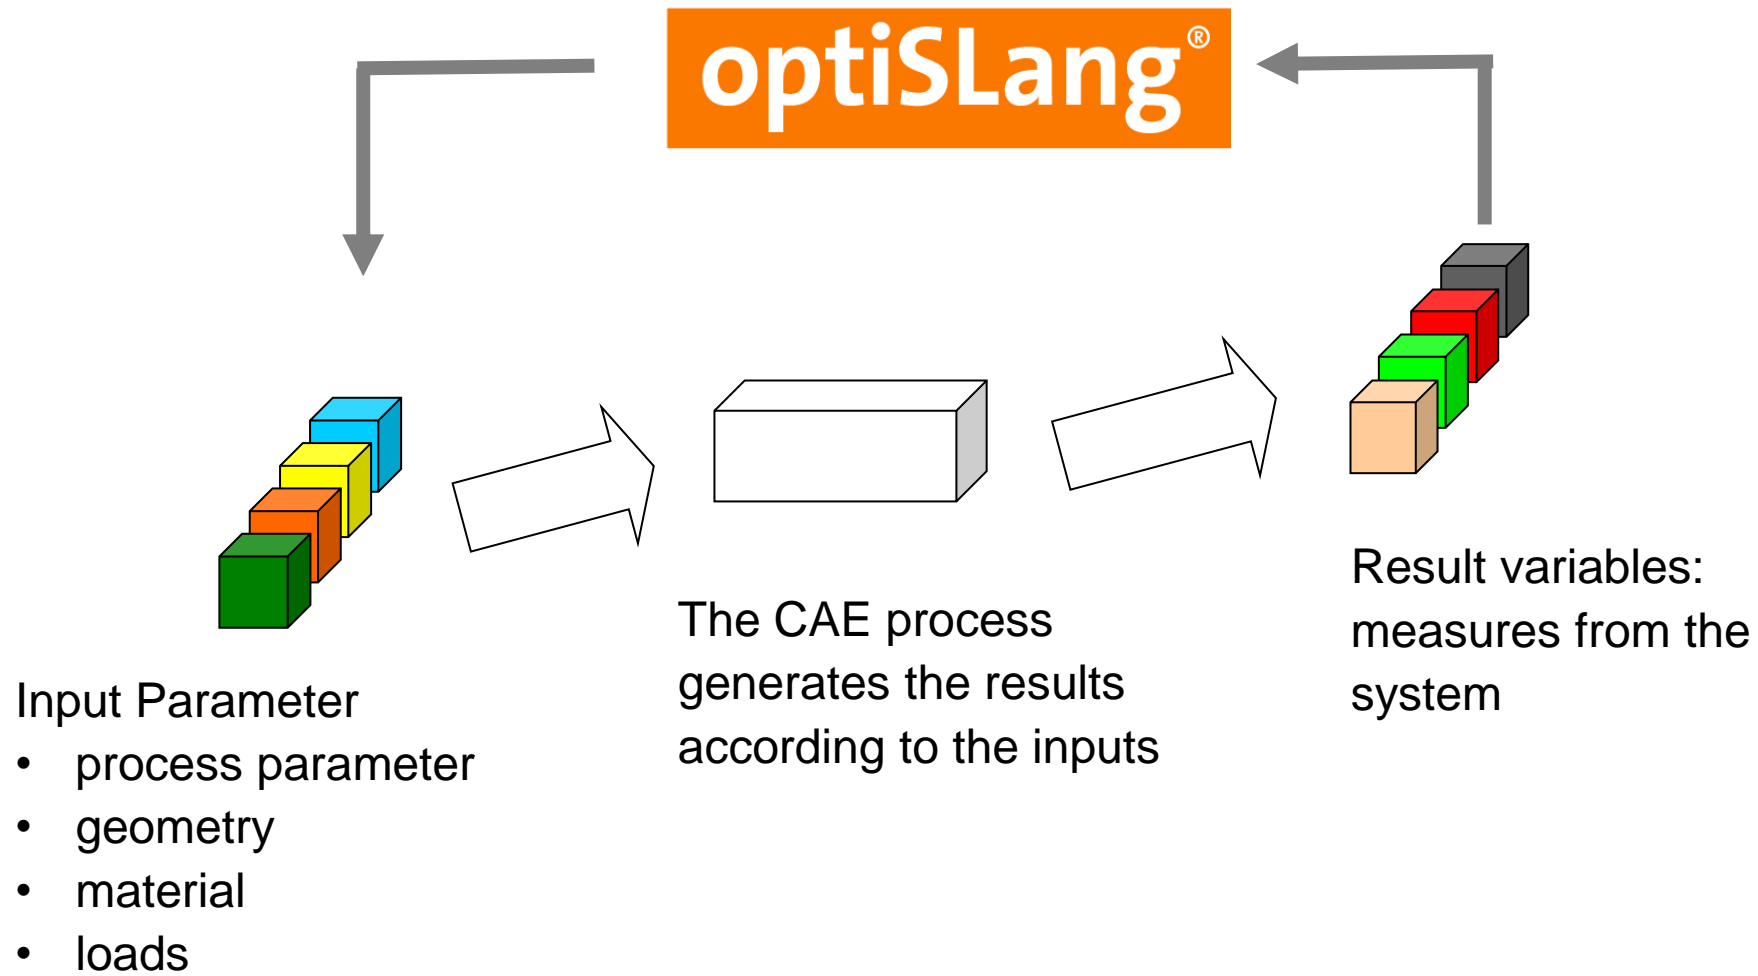 optiSLang®
Input Parameter
• process parameter
• geometry
• material
• loads
The CAE process
generates the results
according to the inputs
Result variables:
measures from the
system